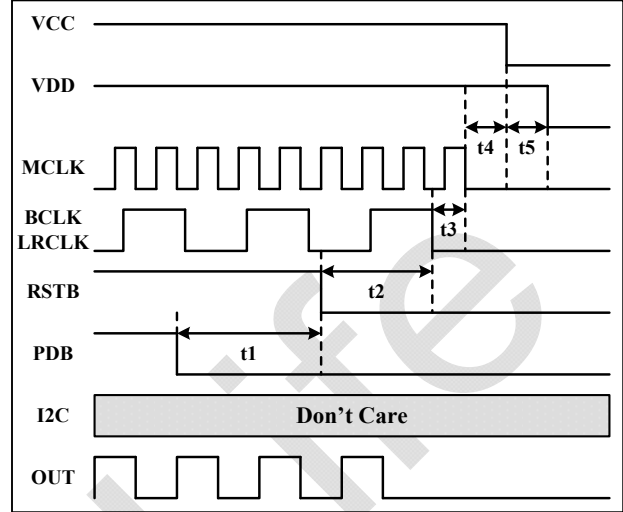 VCC
VDD
t4
t5
MCLK
BCLK
LRCLK
t3
RSTB
t2
PDB
t1
I2C
Don't Care
OUT